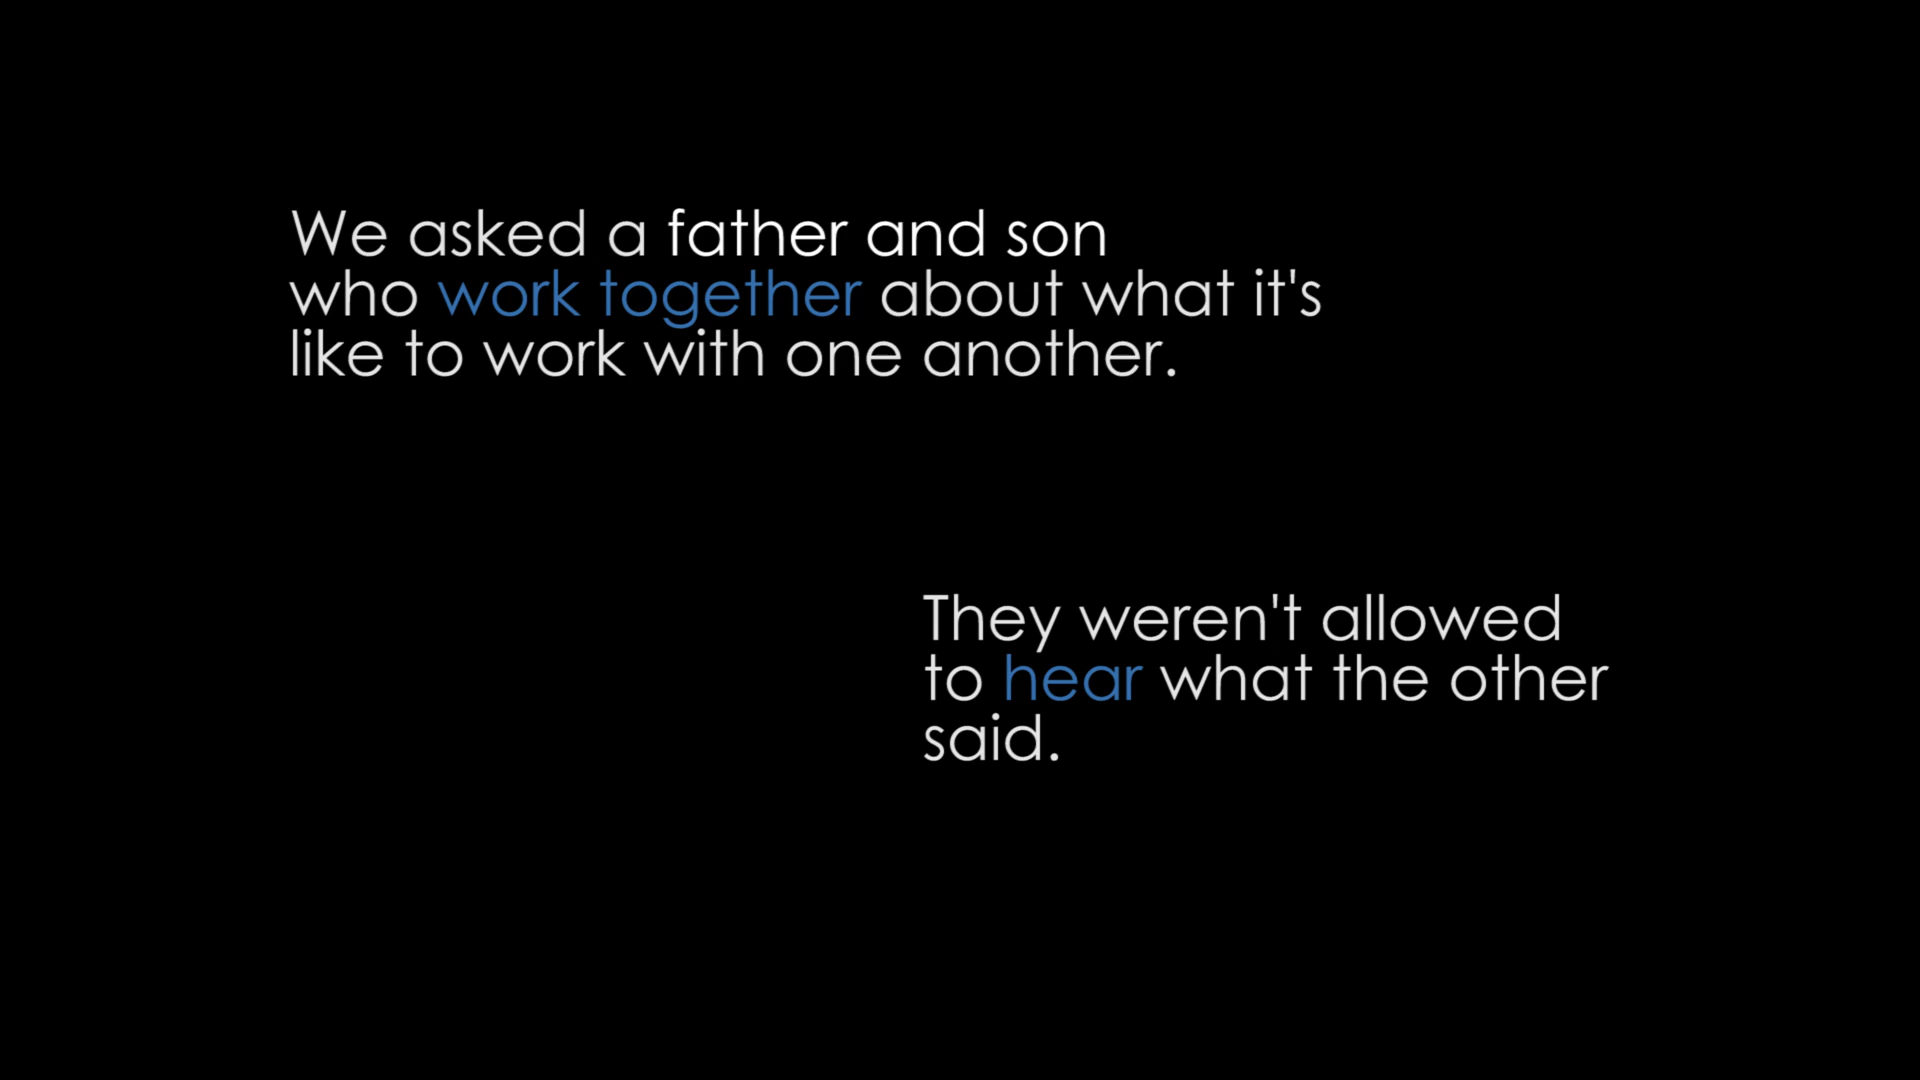 We asked a father and son
who work together about what it's
like to work with one another.
They weren't allowed
to hear what the other
said.